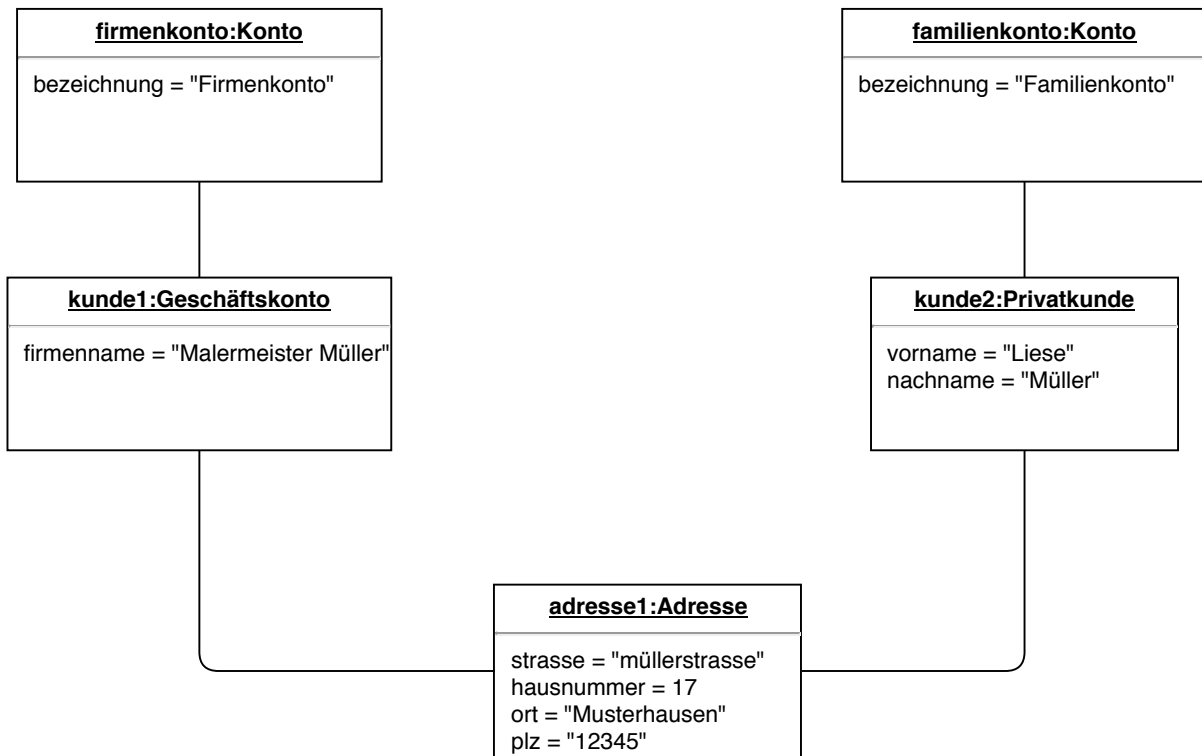 firmenkonto:Konto
bezeichnung = "Firmenkonto"
familienkonto:Konto
bezeichnung = "Familienkonto"
kunde1:Geschäftskonto
firmenname = "Malermeister Müller"
kunde2:Privatkunde
vorname = "Liese"
nachname = "Müller"
adresse1:Adresse
strasse = "müllerstrasse"
hausnummer = 17
ort = "Musterhausen"
plz = "12345"